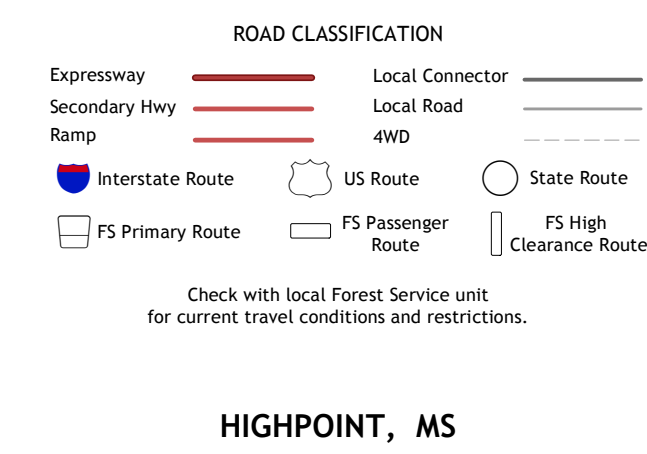 ROAD CLASSIFICATION
Expressway
Local Connector
Secondary Hwy
Local Road
Ramp
4WD
Interstate Route
US Route
State Route
FS Primary Route
FS Passenger
Route
FS High
Clearance Route
Check with local Forest Service unit
for current travel conditions and restrictions.
HIGHPOINT, MS